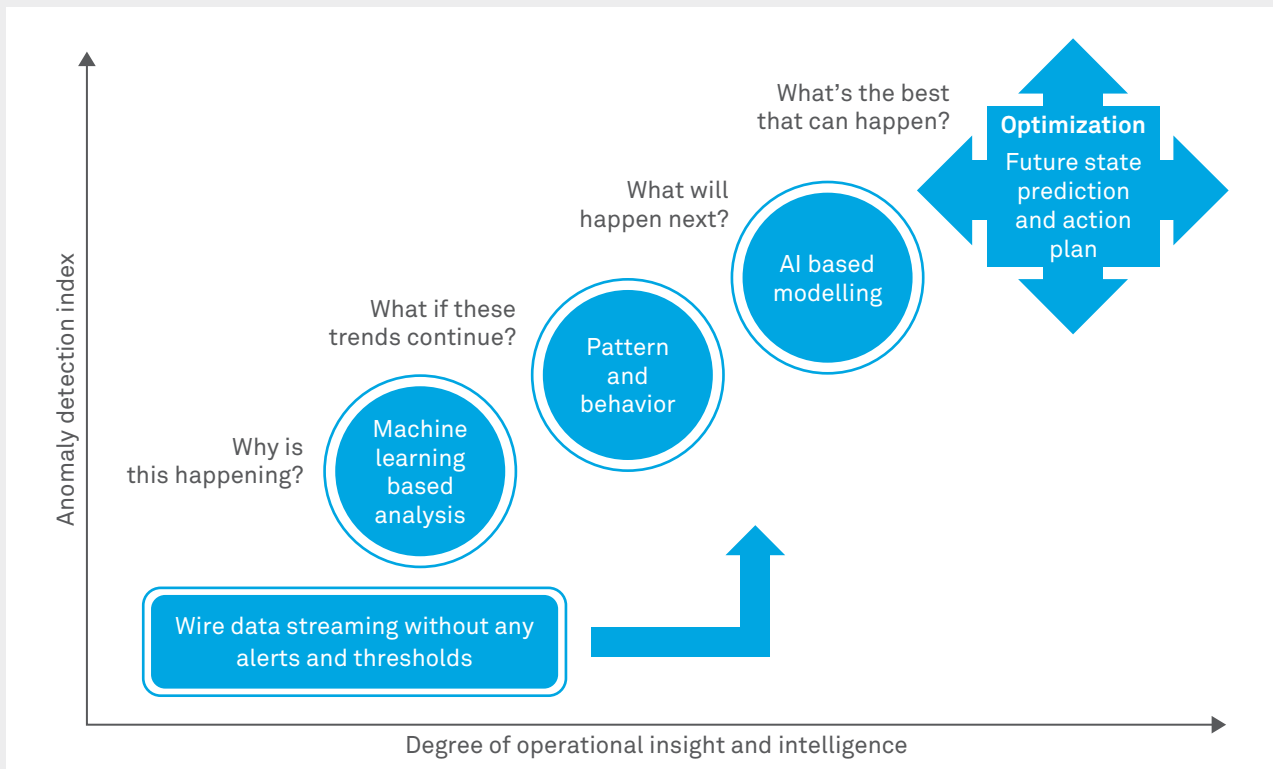 What's the best
that can happen?
Optimization
Future state
prediction
and action
plan
What will
happen next?
AI based
modelling
What if these
trends continue?
Pattern
and
behavior
Why is
this happening?
Machine
learning
based
analysis
Wire data streaming without any
alerts and thresholds
Anomaly detection index
Degree of operational insight and intelligence